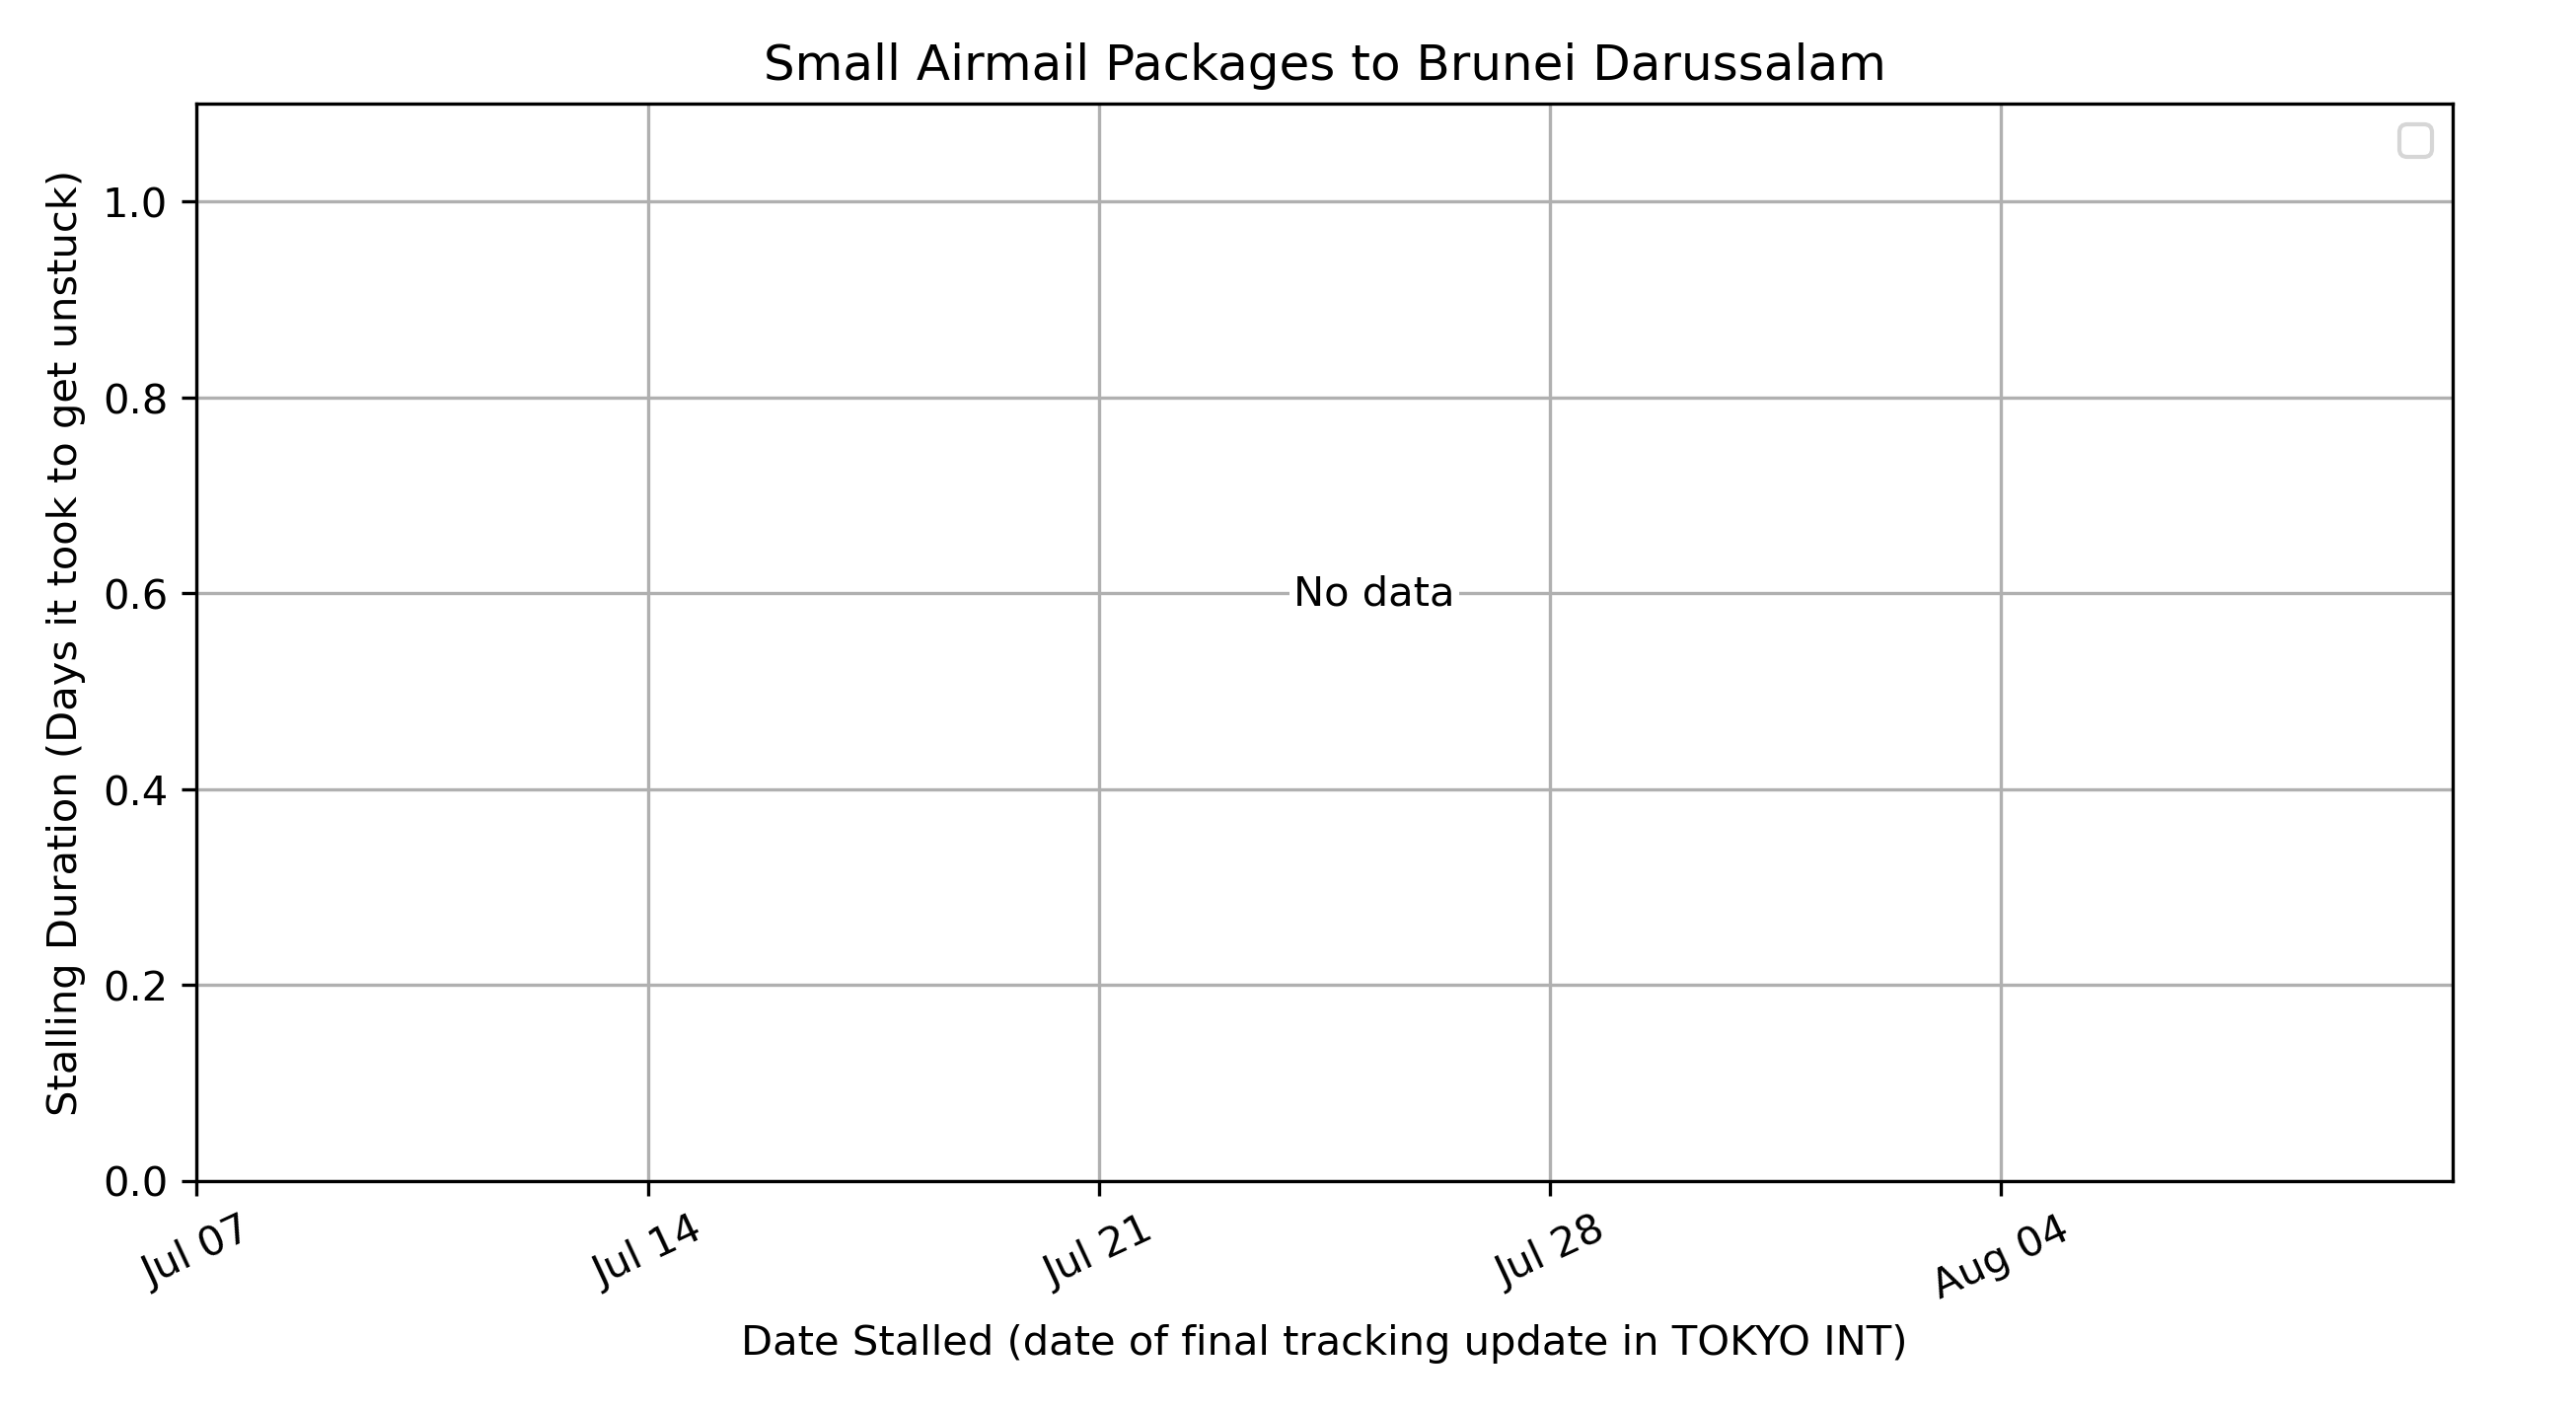 Small Airmail Packages to Brunei Darussalam
Stalling Duration (Days it took to get unstuck)
1.0
0.8
0.6
0.4
0.2
0.0
No data
Jul 07
Jul 14
Jul 21
Jul 28
Aug 04
Date Stalled (date of final tracking update in TOKYO INT)